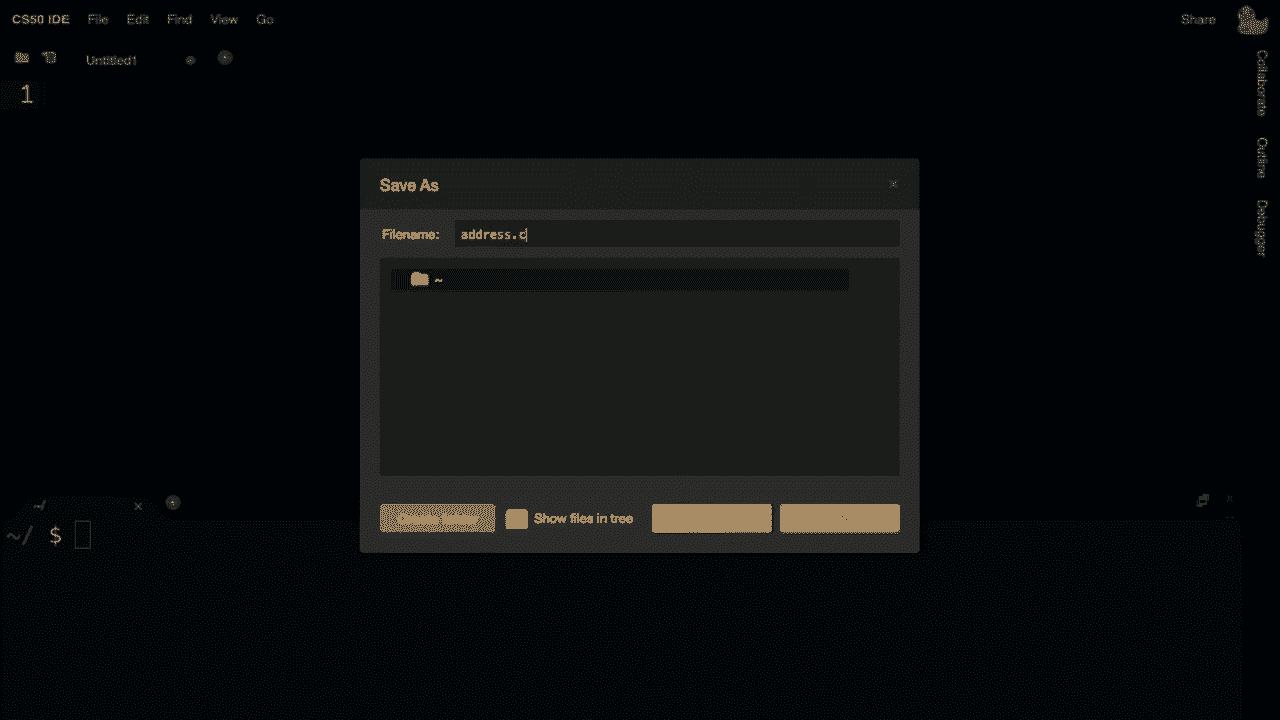 CS50 IDE File Edit Find View Go Share
Untitled1
1
Collaborate
Outline
Debugger
Save As
Filename: address.c
~
Show files in tree
~/
~/ $